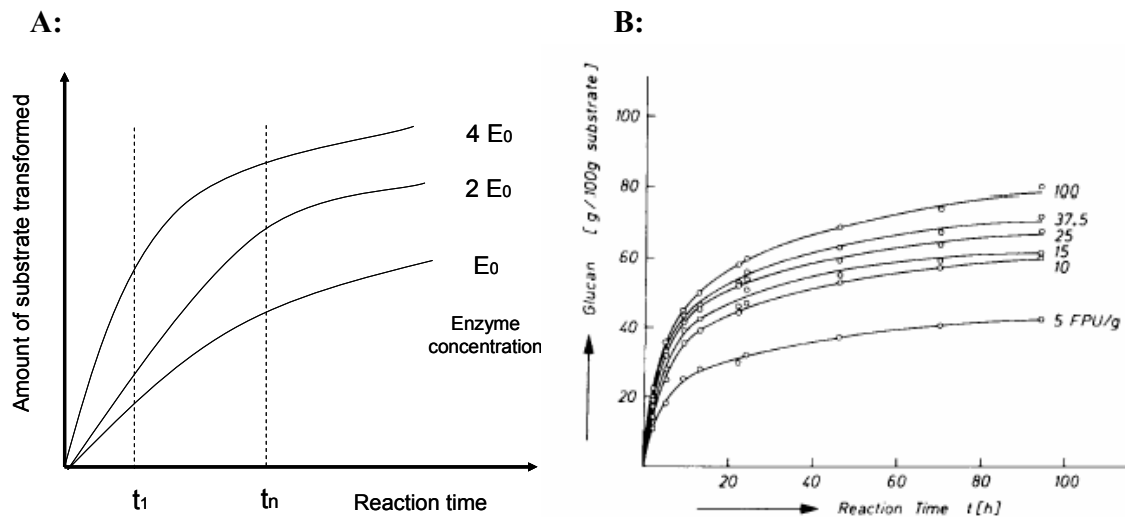 A:
Amount of substrate transformed
4 E0
2 E0
E0
Enzyme
concentration
t1
tn
Reaction time
B:
Glucan [g/100g substrate]
100
80
60
40
20
100
37,5
25
15
10
5 FPU/g
20
40
60
80
100
Reaction Time t[h]